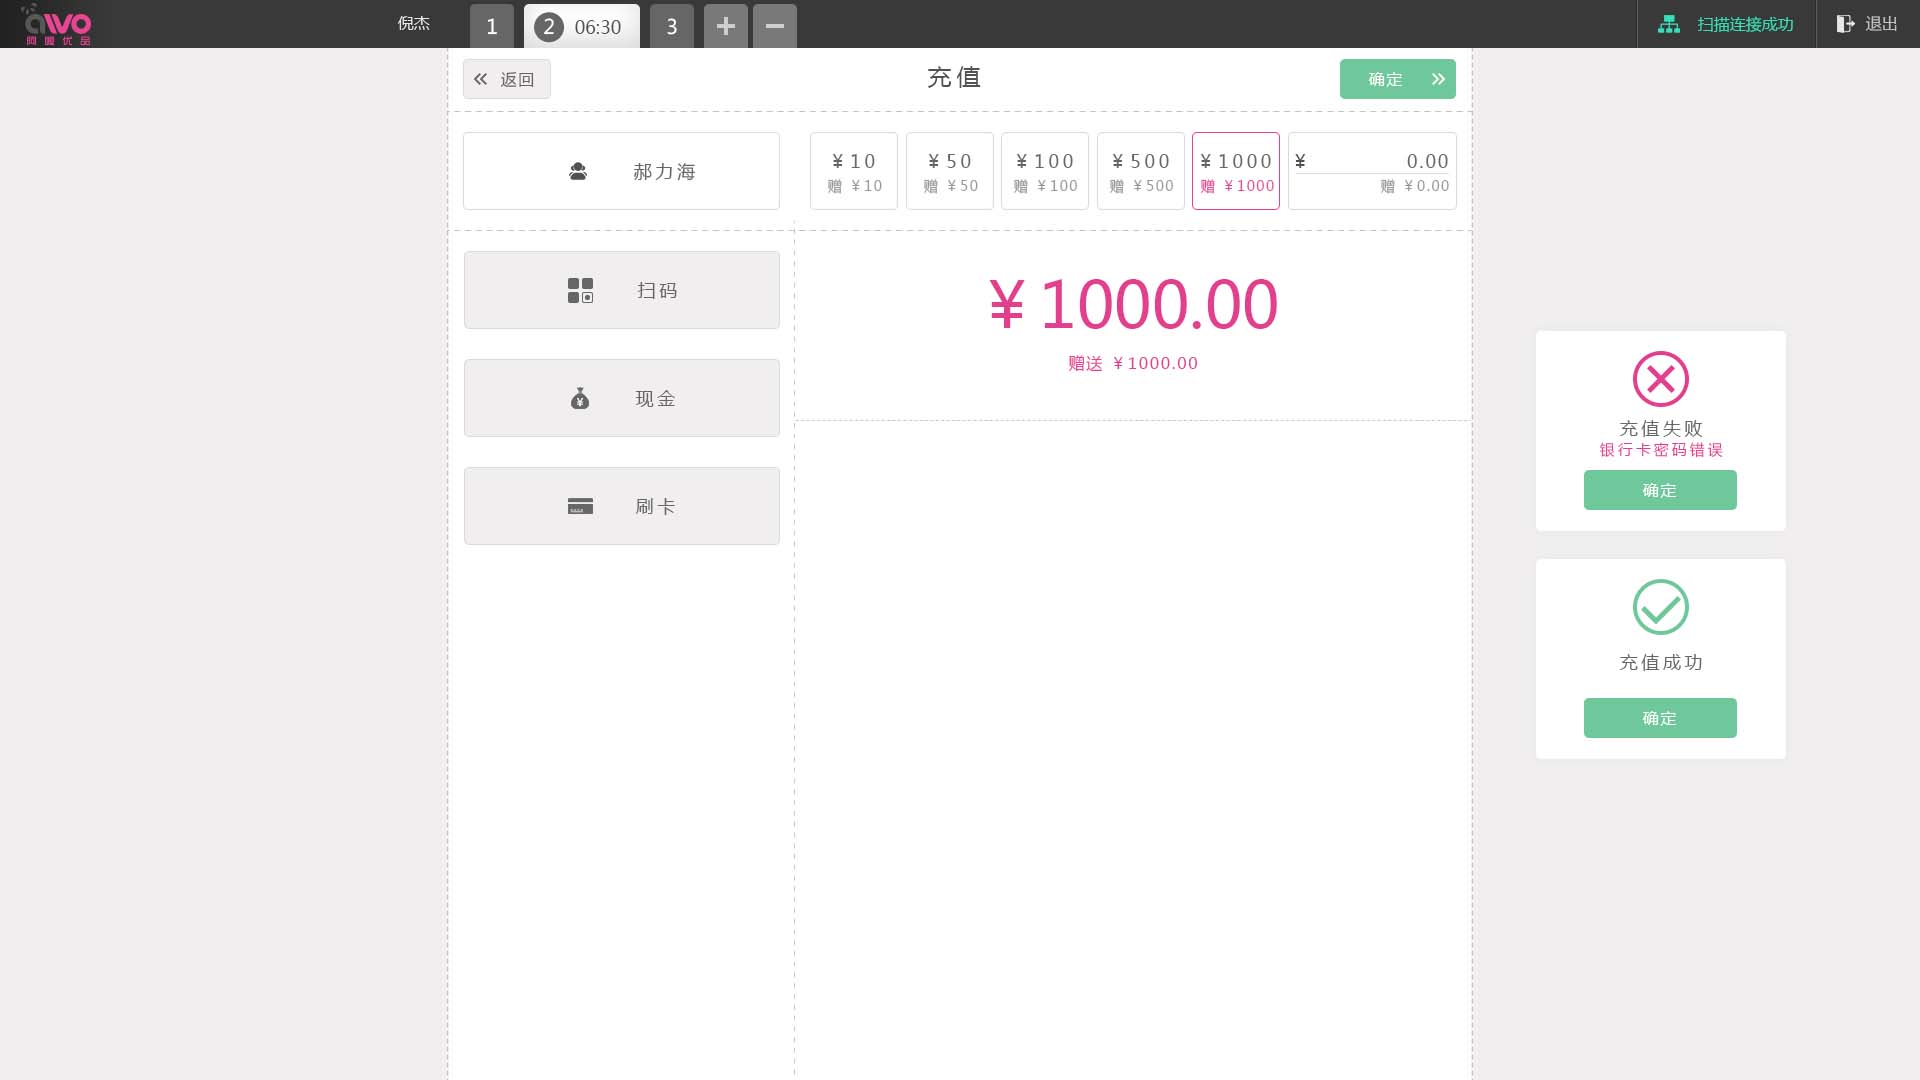 awo
倪杰
1
2 06:30
3
扫描连接成功
退出
返回
充值
确定
郝力海
¥10
赠 ¥10
¥50
赠 ¥50
¥100
赠 ¥100
¥500
赠 ¥500
¥1000
赠 ¥1000
¥ 0.00
赠 ¥0.00
扫码
现金
刷卡
¥1000.00
赠送 ¥1000.00
充值失败
银行卡密码错误
确定
充值成功
确定